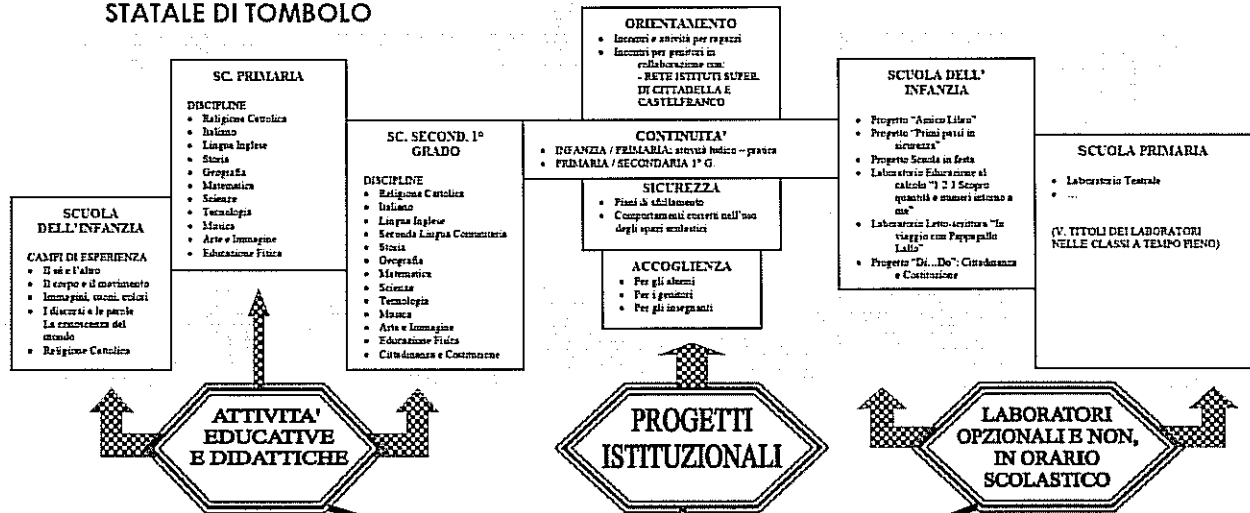 STATALE DI TOMBOLO
SCUOLA
DELL'INFANZIA
CAMPI DI ESPERIENZA
• Il sé e l'altro
• Il corpo e il movimento
• Immagini, suoni, colori
• I discorsi e le parole
La conoscenza del
mondo
• Religione Cattolica
SC. PRIMARIA
DISCIPLINE
• Religione Cattolica
• Italiano
• Lingua Inglese
• Storia
• Geografia
• Matematica
• Scienze
• Tecnologia
• Musica
• Arte e Immagine
• Educazione Fisica
SC. SECOND. 1°
GRADO
DISCIPLINE
• Religione Cattolica
• Italiano
• Lingua Inglese
• Seconda Lingua Comunitaria
• Storia
• Geografia
• Matematica
• Scienze
• Tecnologia
• Musica
• Arte e Immagine
• Educazione Fisica
• Cittadinanza e Costituzione
ORIENTAMENTO
• Incontri e attività per ragazzi
• Incontri per genitori in
collaborazione con:
- RETE ISTITUTI SUPER.
DI CITTADELLA E
CASTELFRANCO
CONTINUITA'
• INFANZIA / PRIMARIA: attività ludico – pratica
• PRIMARIA / SECONDARIA 1° G.
SICUREZZA
• Piani di sfollamento
• Comportamenti corretti nell'uso
degli spazi scolastici
ACCOGLIENZA
• Per gli alunni
• Per i genitori
• Per gli insegnanti
SCUOLA DELL'
INFANZIA
• Progetto "Amico Libro"
• Progetto "Primi passi in
sicurezza"
• Progetto Scuola in festa
• Laboratorio Educazione al
calcolo "1 2 3 Scopro
quantità e numeri intorno a
me"
• Laboratorio Letto-scrittura "In
viaggio con Pappagallo
Lallo"
• Progetto "Di…Do": Cittadinanza
e Costituzione
SCUOLA PRIMARIA
• Laboratorio Teatrale
• …
(V. TITOLI DEI LABORATORI
NELLE CLASSI A TEMPO PIENO)
ATTIVITA'
EDUCATIVE
E DIDATTICHE
PROGETTI
ISTITUZIONALI
LABORATORI
OPZIONALI E NON,
IN ORARIO
SCOLASTICO